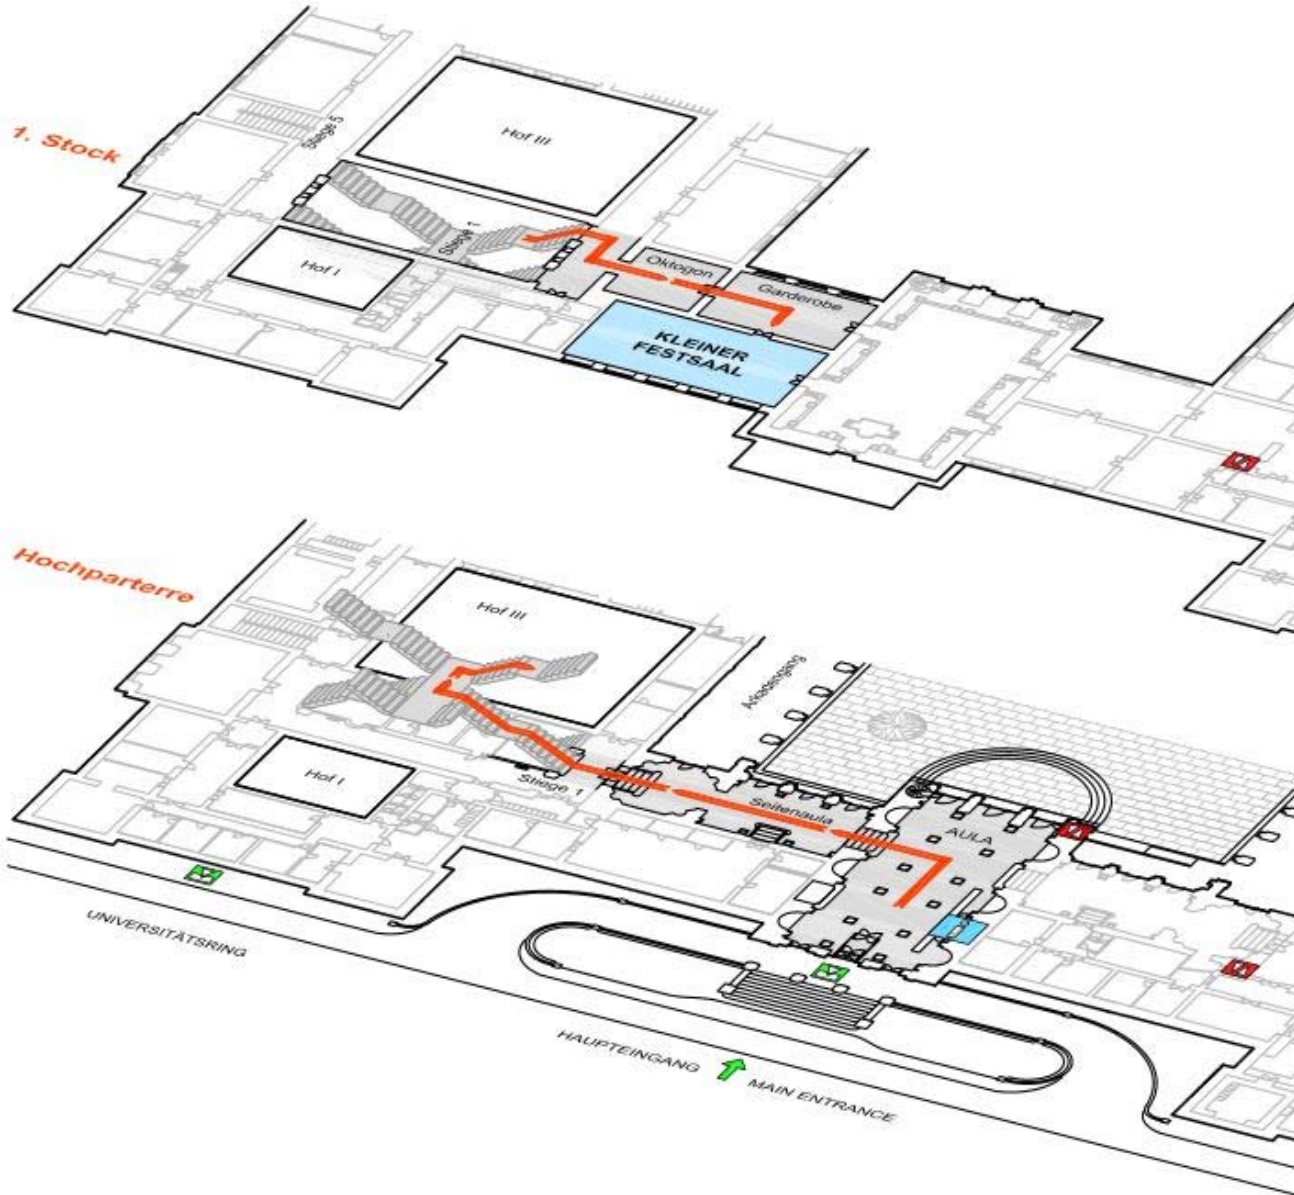 1. Stock
Stiege 5
Hof III
Stiege 1
Hof I
Oktogon
Garderobe
KLEINER
FESTSAAL
Hochparterre
Hof III
Arkadengang
Hof I
Stiege 1
Seitenaula
AULA
UNIVERSITÄTSRING
HAUPTEINGANG
MAIN ENTRANCE